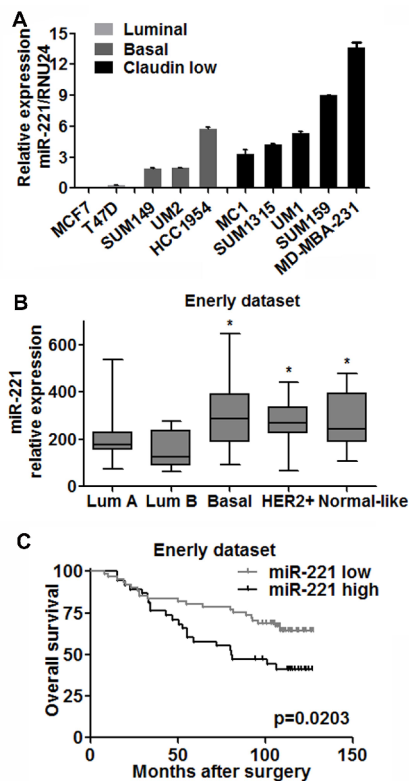 A
Relative expression
miR-221/RNU24
15
12
9
6
3
0
Luminal
Basal
Claudin low
MCF7
T47D
SUM149
UM2
HCC1954
MC1
SUM1315
UM1
SUM159
MD-MBA-231
B
Enerly dataset
miR-221
relative expression
600
400
200
0
* * *
Lum A Lum B Basal HER2+ Normal-like
C
Enerly dataset
miR-221 low
miR-221 high
Overall survival
100
75
50
25
0
p=0.0203
0 50 100 150
Months after surgery